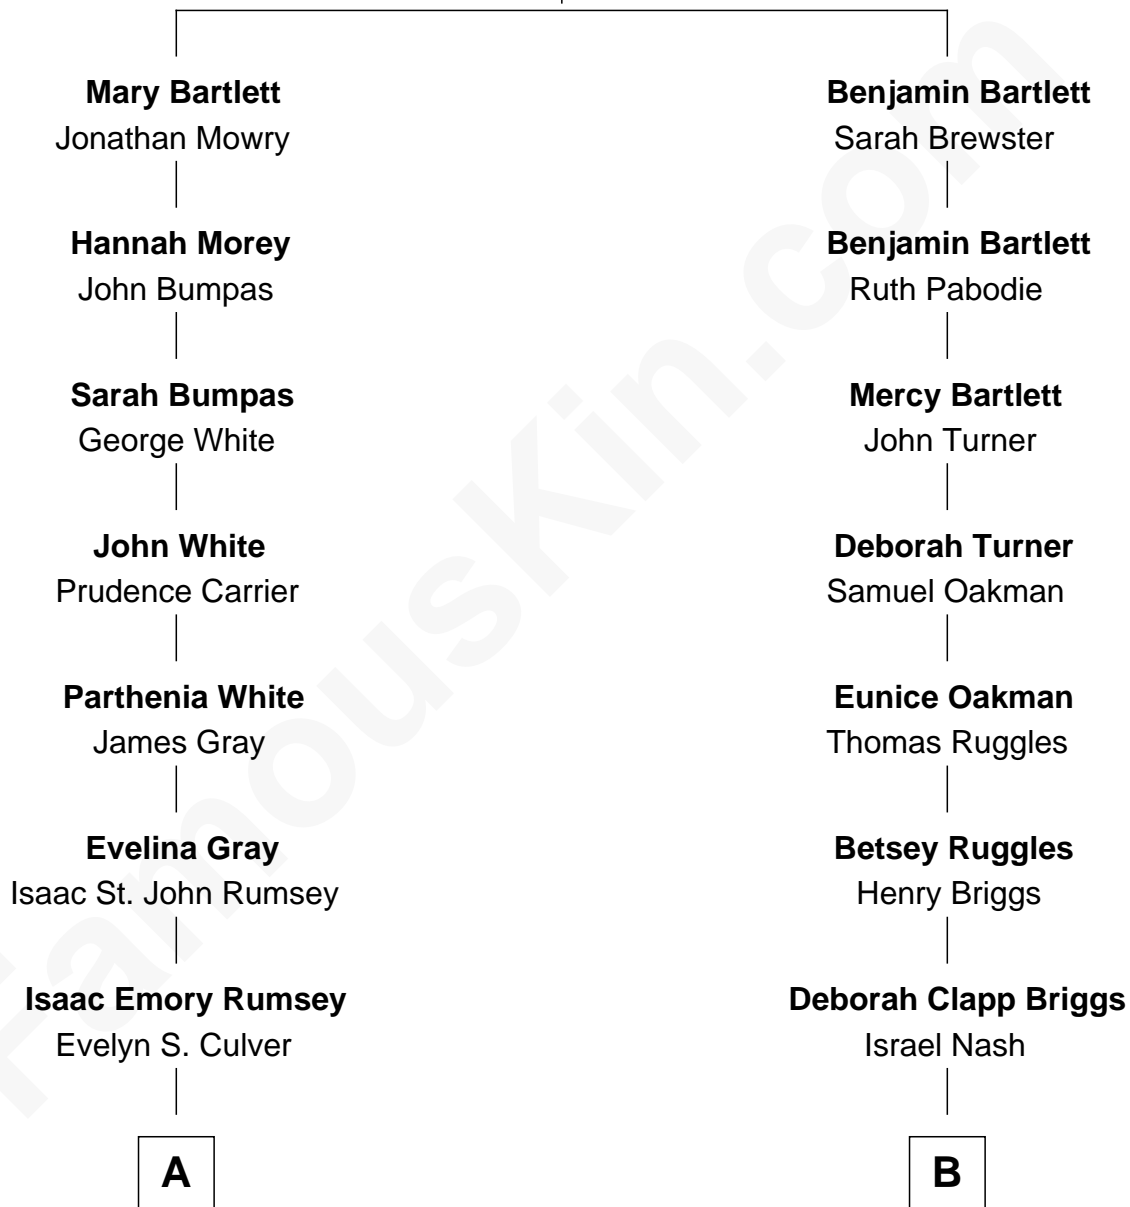 Mary Bartlett
Jonathan Mowry
Hannah Morey
John Bumpas
Sarah Bumpas
George White
John White
Prudence Carrier
Parthenia White
James Gray
Evelina Gray
Isaac St. John Rumsey
Isaac Emory Rumsey
Evelyn S. Culver
A
Benjamin Bartlett
Sarah Brewster
Benjamin Bartlett
Ruth Pabodie
Mercy Bartlett
John Turner
Deborah Turner
Samuel Oakman
Eunice Oakman
Thomas Ruggles
Betsey Ruggles
Henry Briggs
Deborah Clapp Briggs
Israel Nash
B
FamousKin.com